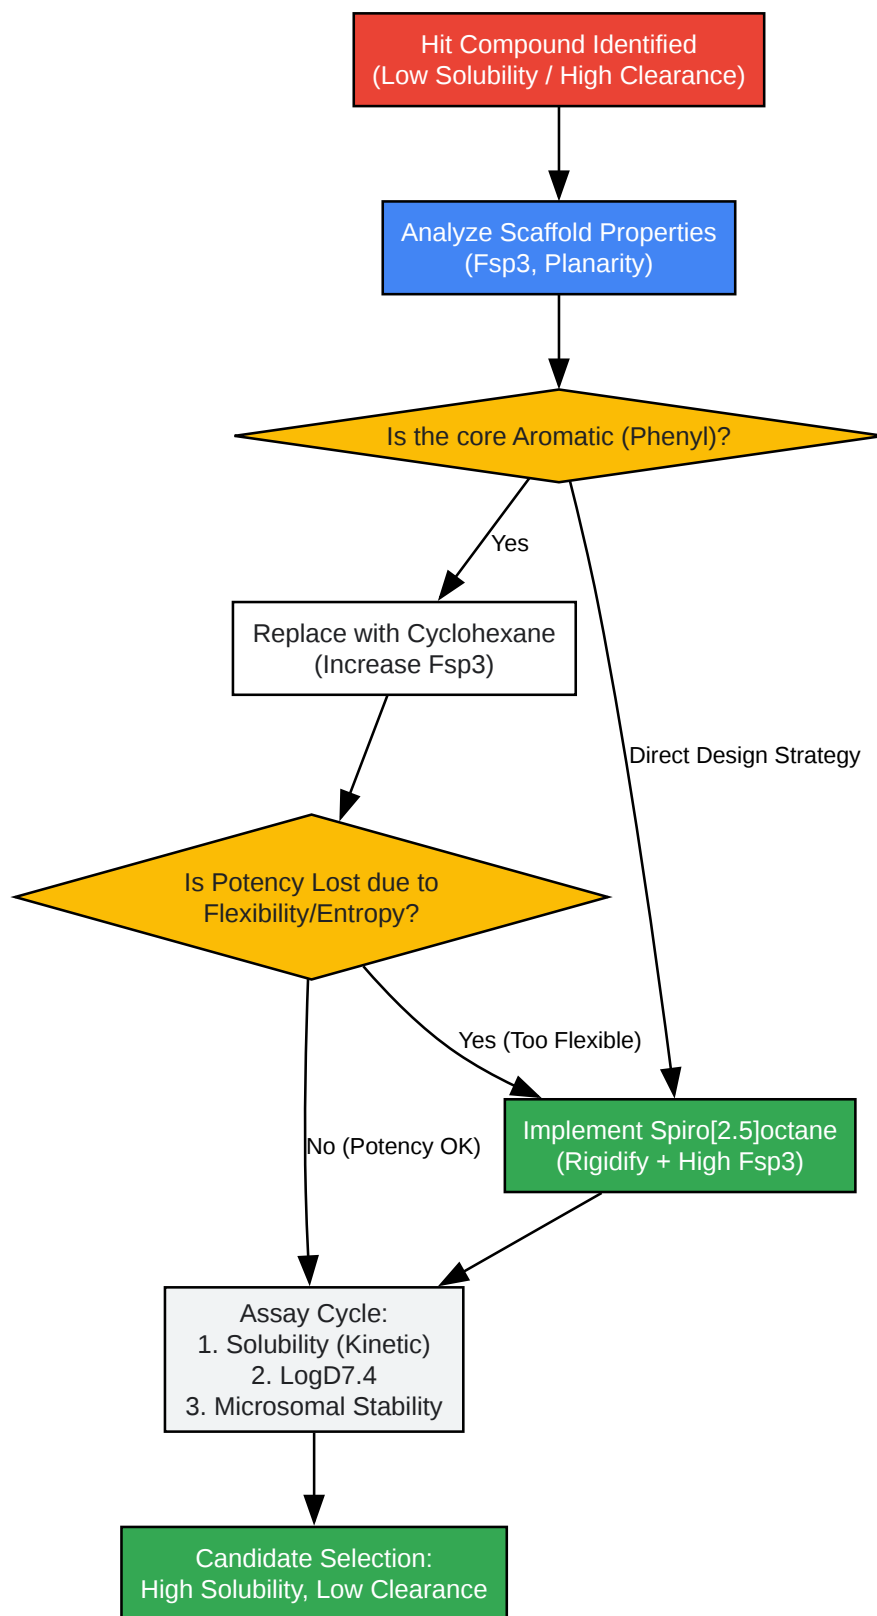 Hit Compound Identified
(Low Solubility / High Clearance)
Analyze Scaffold Properties
(Fsp3, Planarity)
Is the core Aromatic (Phenyl)?
Yes
Replace with Cyclohexane
(Increase Fsp3)
Direct Design Strategy
Is Potency Lost due to
Flexibility/Entropy?
Yes (Too Flexible)
No (Potency OK)
Implement Spiro[2.5]octane
(Rigidify + High Fsp3)
Assay Cycle:
1. Solubility (Kinetic)
2. LogD7.4
3. Microsomal Stability
Candidate Selection:
High Solubility, Low Clearance